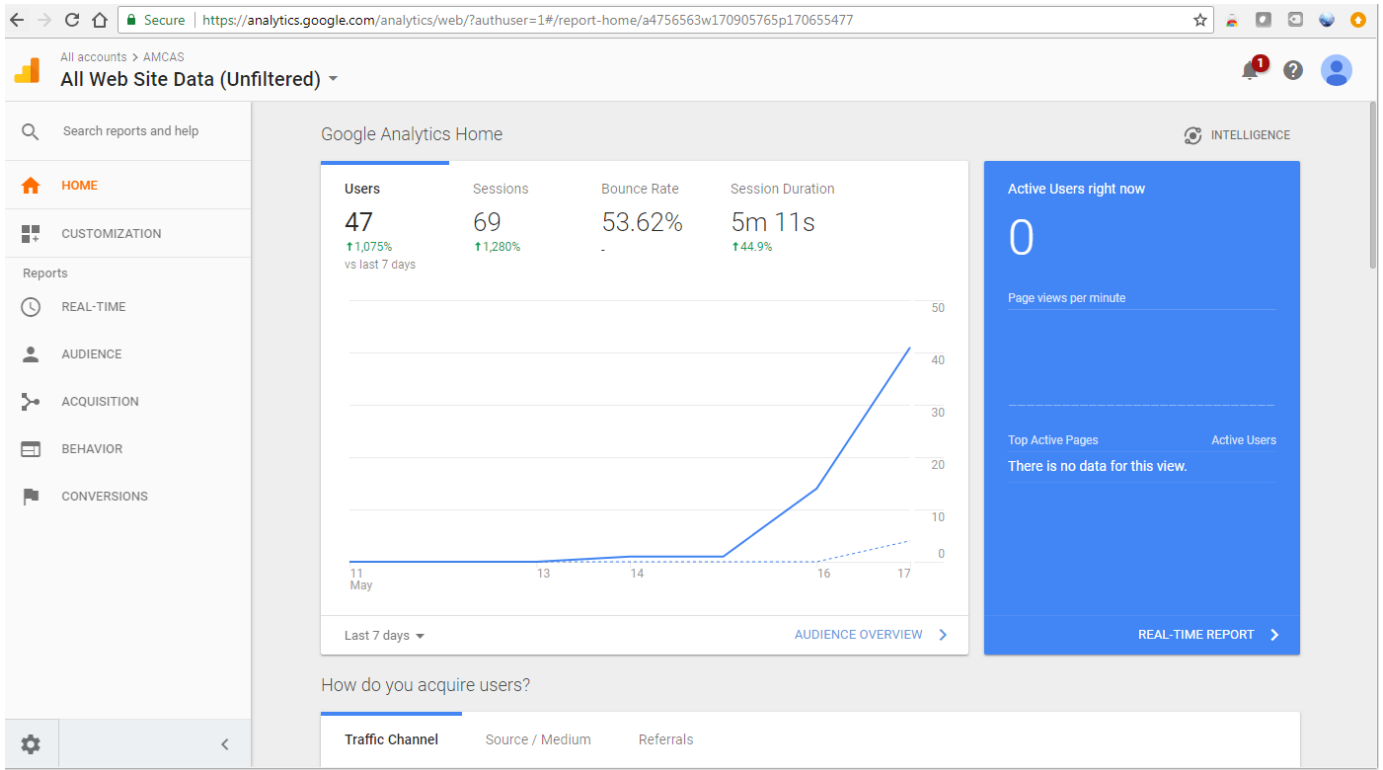 Secure | https://analytics.google.com/analytics/web/?authuser=1#/report-home/a4756563w170905765p170655477
All accounts > AMCAS
All Web Site Data (Unfiltered)
1
Search reports and help
HOME
CUSTOMIZATION
Reports
REAL-TIME
AUDIENCE
ACQUISITION
BEHAVIOR
CONVERSIONS
Google Analytics Home
INTELLIGENCE
Users
47
1,075%
vs last 7 days
Sessions
69
1,280%
Bounce Rate
53.62%
-
Session Duration
5m 11s
44.9%
50
40
30
20
10
0
11
May
13
14
16
17
Last 7 days
AUDIENCE OVERVIEW
Active Users right now
0
Page views per minute
Top Active Pages Active Users
There is no data for this view.
REAL-TIME REPORT
How do you acquire users?
Traffic Channel Source / Medium Referrals